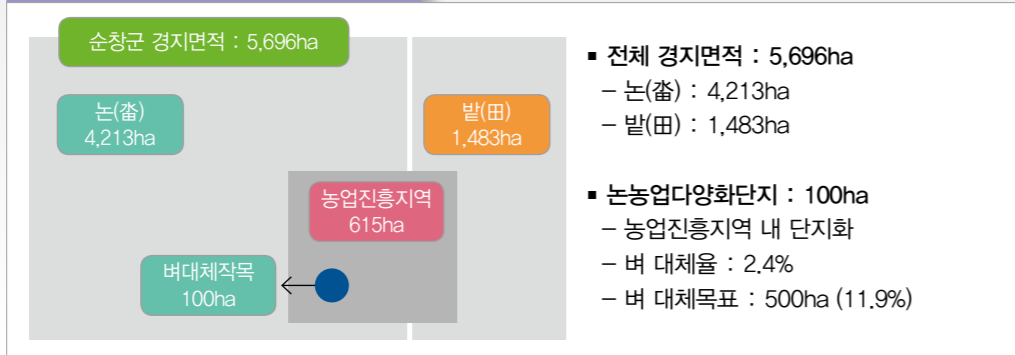 순창군 경지면적 : 5,696ha
논(畓)
4,213ha
밭(田)
1,483ha
농업진흥지역
615ha
벼대체작목
100ha
▪ 전체 경지면적 : 5,696ha
– 논(畓) : 4,213ha
– 밭(田) : 1,483ha
▪ 논농업다양화단지 : 100ha
– 농업진흥지역 내 단지화
– 벼 대체율 : 2.4%
– 벼 대체목표 : 500ha (11.9%)